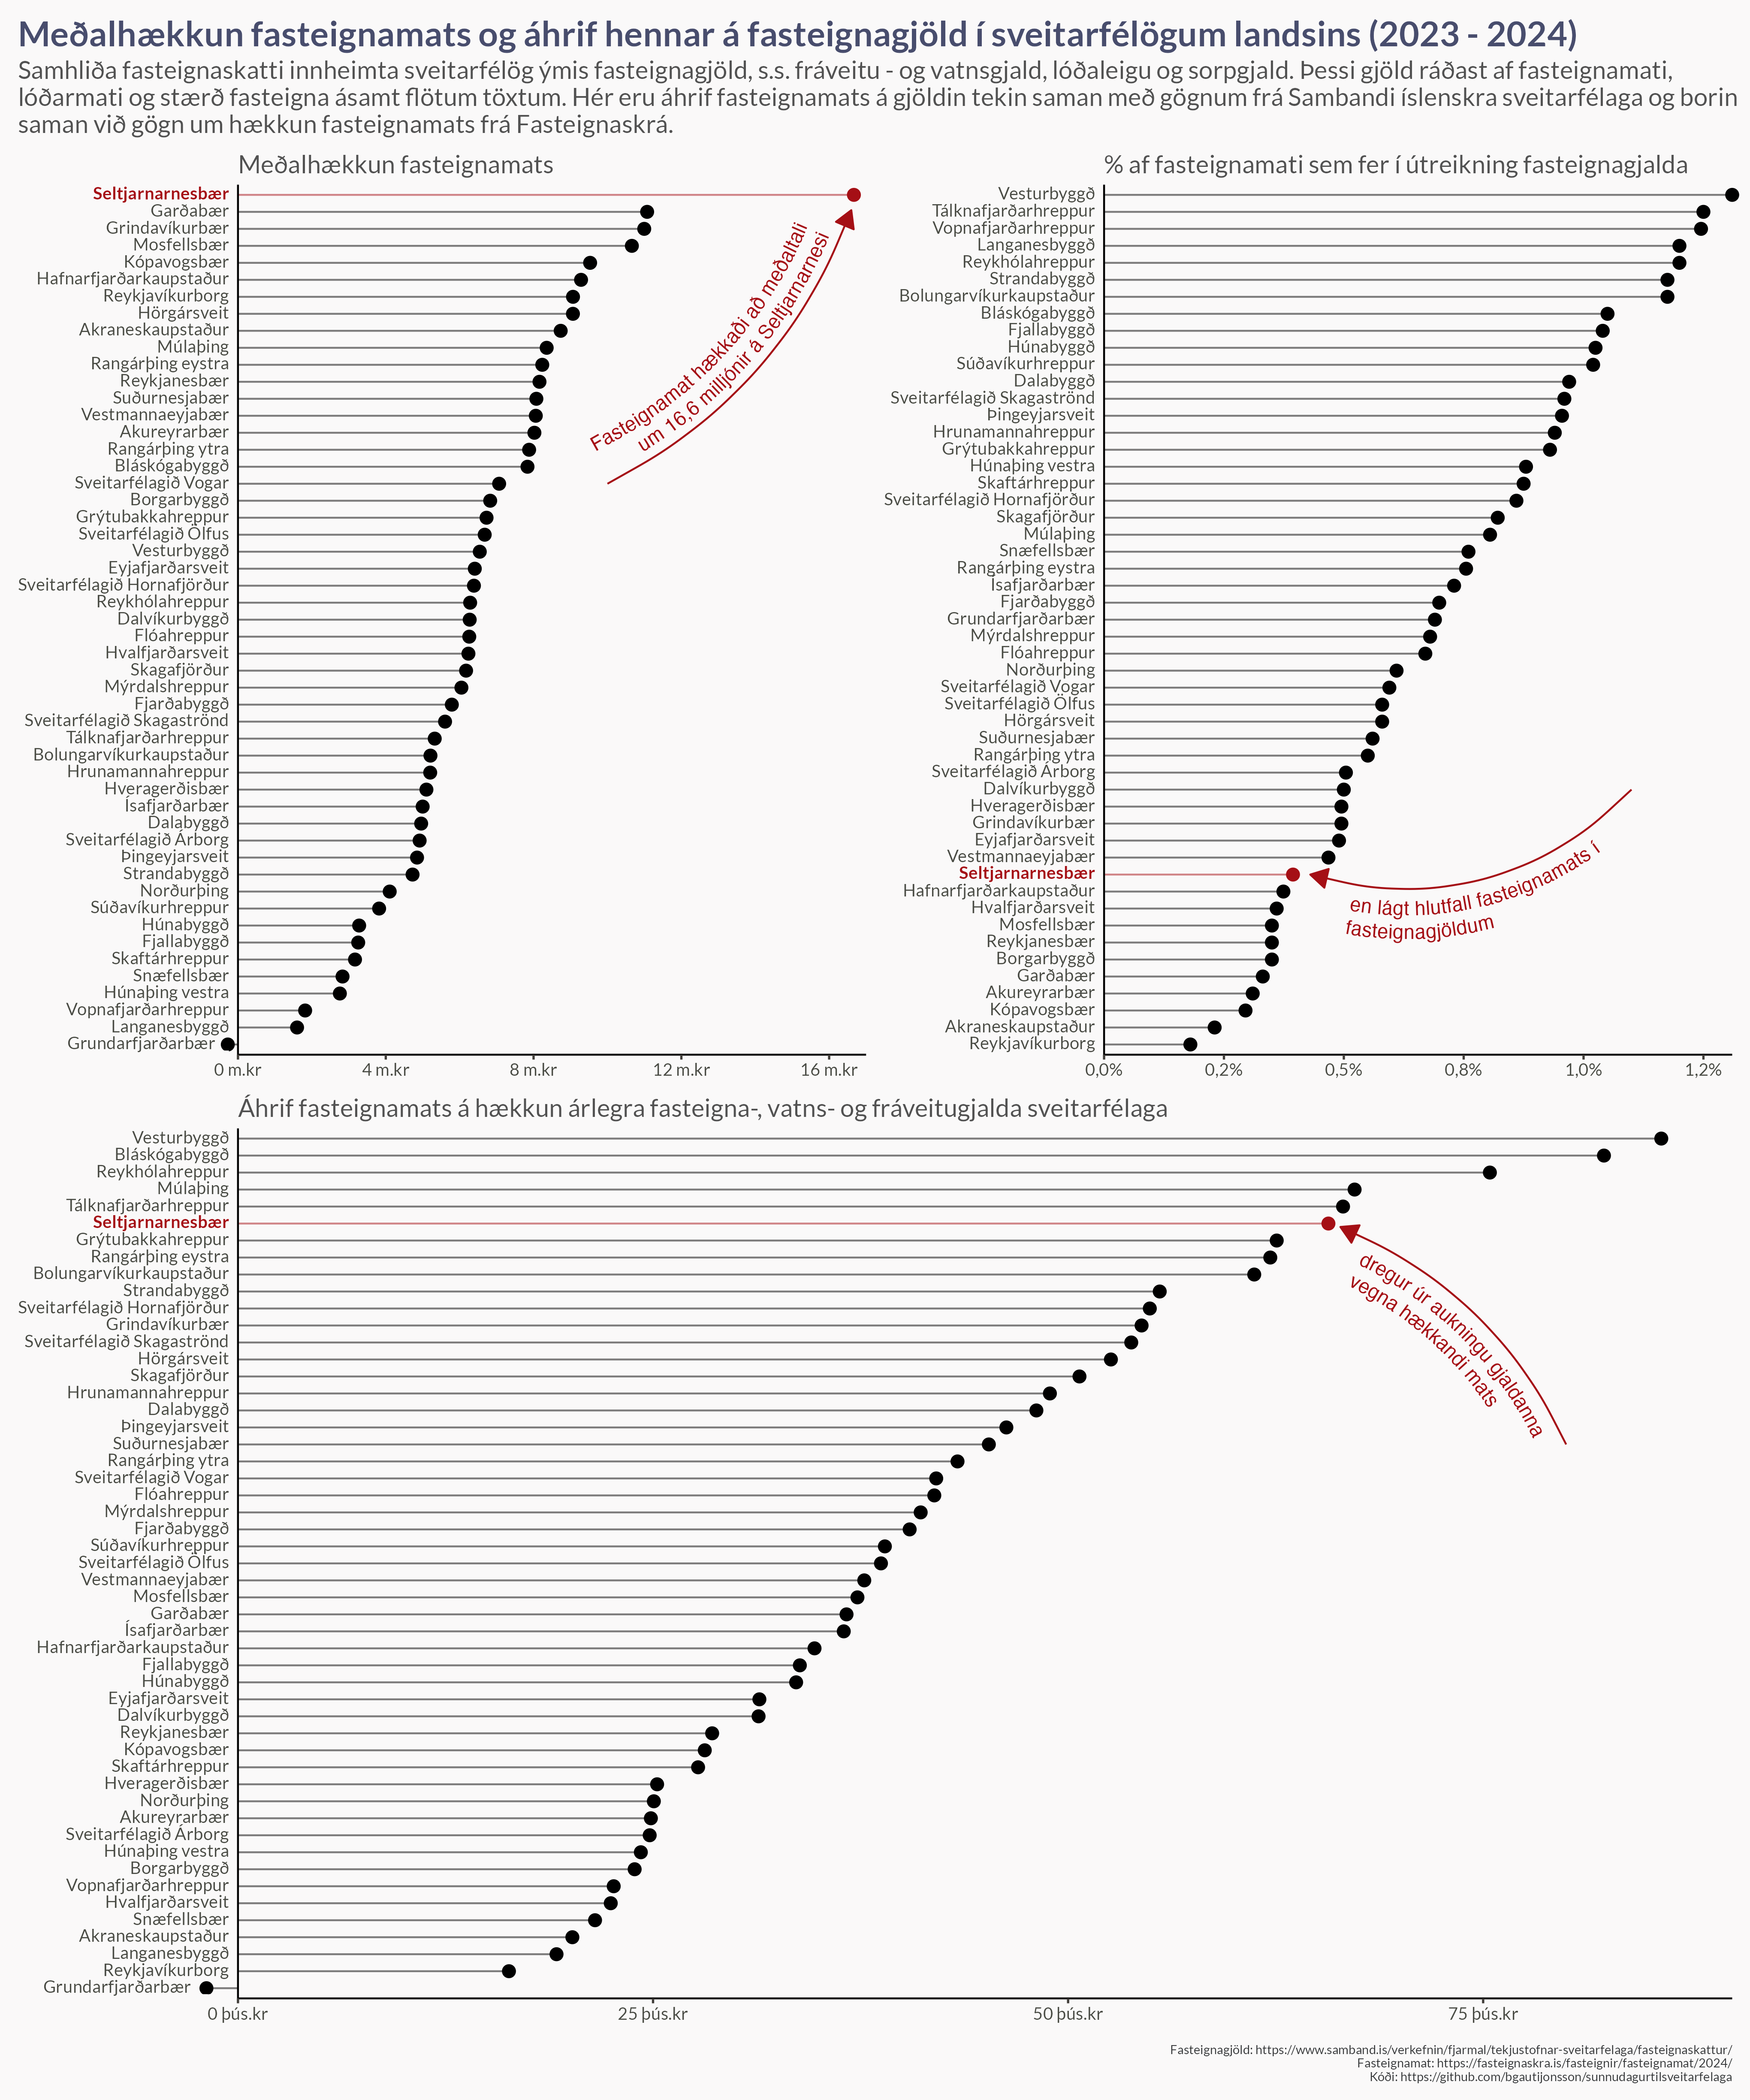 Meðalhækkun fasteignamats og áhrif hennar á fasteignagjöld í sveitarfélögum landsins (2023 - 2024)
Samhliða fasteignaskatti innheimta sveitarfélög ýmis fasteignagjöld, s.s. fráveitu - og vatnsgjald, lóðaleigu og sorpgjald. Þessi gjöld ráðast af fasteignamati,
lóðarmati og stærð fasteigna ásamt flötum töxtum. Hér eru áhrif fasteignamats á gjöldin tekin saman með gögnum frá Sambandi íslenskra sveitarfélaga og borin
saman við gögn um hækkun fasteignamats frá Fasteignaskrá.
Meðalhækkun fasteignamats
Seltjarnarnesbær
Garðabær
Grindavíkurbær
Mosfellsbær
Kópavogsbær
Hafnarfjarðarkaupstaður
Reykjavíkurborg
Hörgársveit
Akraneskaupstaður
Múlaþing
Rangárþing eystra
Reykjanesbær
Suðurnesjabær
Vestmannaeyjabær
Akureyrarbær
Rangárþing ytra
Bláskógabyggð
Sveitarfélagið Vogar
Borgarbyggð
Grýtubakkahreppur
Sveitarfélagið Ölfus
Vesturbyggð
Eyjafjarðarsveit
Sveitarfélagið Hornafjörður
Reykhólahreppur
Dalvíkurbyggð
Flóahreppur
Hvalfjarðarsveit
Skagafjörður
Mýrdalshreppur
Fjarðabyggð
Sveitarfélagið Skagaströnd
Tálknafjarðarhreppur
Bolungarvíkurkaupstaður
Hrunamannahreppur
Hveragerðisbær
Ísafjarðarbær
Dalabyggð
Sveitarfélagið Árborg
Þingeyjarsveit
Strandabyggð
Norðurþing
Súðavíkurhreppur
Húnabyggð
Fjallabyggð
Skaftárhreppur
Snæfellsbær
Húnaþing vestra
Vopnafjarðarhreppur
Langanesbyggð
Grundarfjarðarbær
0 m.kr 4 m.kr 8 m.kr 12 m.kr 16 m.kr
Fasteignamat hækkaði að meðaltali
um 16,6 milljónir á Seltjarnarnesi
% af fasteignamati sem fer í útreikning fasteignagjalda
Vesturbyggð
Tálknafjarðarhreppur
Vopnafjarðarhreppur
Langanesbyggð
Reykhólahreppur
Strandabyggð
Bolungarvíkurkaupstaður
Bláskógabyggð
Fjallabyggð
Húnabyggð
Súðavíkurhreppur
Dalabyggð
Sveitarfélagið Skagaströnd
Þingeyjarsveit
Hrunamannahreppur
Grýtubakkahreppur
Húnaþing vestra
Skaftárhreppur
Sveitarfélagið Hornafjörður
Skagafjörður
Múlaþing
Snæfellsbær
Rangárþing eystra
Ísafjarðarbær
Fjarðabyggð
Grundarfjarðarbær
Mýrdalshreppur
Flóahreppur
Norðurþing
Sveitarfélagið Vogar
Sveitarfélagið Ölfus
Hörgársveit
Suðurnesjabær
Rangárþing ytra
Sveitarfélagið Árborg
Dalvíkurbyggð
Hveragerðisbær
Grindavíkurbær
Eyjafjarðarsveit
Vestmannaeyjabær
Seltjarnarnesbær
Hafnarfjarðarkaupstaður
Hvalfjarðarsveit
Mosfellsbær
Reykjanesbær
Borgarbyggð
Garðabær
Akureyrarbær
Kópavogsbær
Akraneskaupstaður
Reykjavíkurborg
0,0% 0,2% 0,5% 0,8% 1,0% 1,2%
en lágt hlutfall fasteignamats í
fasteignagjöldum
Áhrif fasteignamats á hækkun árlegra fasteigna-, vatns- og fráveitugjalda sveitarfélaga
Vesturbyggð
Bláskógabyggð
Reykhólahreppur
Múlaþing
Tálknafjarðarhreppur
Seltjarnarnesbær
Grýtubakkahreppur
Rangárþing eystra
Bolungarvíkurkaupstaður
Strandabyggð
Sveitarfélagið Hornafjörður
Grindavíkurbær
Sveitarfélagið Skagaströnd
Hörgársveit
Skagafjörður
Hrunamannahreppur
Dalabyggð
Þingeyjarsveit
Suðurnesjabær
Rangárþing ytra
Sveitarfélagið Vogar
Flóahreppur
Mýrdalshreppur
Fjarðabyggð
Súðavíkurhreppur
Sveitarfélagið Ölfus
Vestmannaeyjabær
Mosfellsbær
Garðabær
Ísafjarðarbær
Hafnarfjarðarkaupstaður
Fjallabyggð
Húnabyggð
Eyjafjarðarsveit
Dalvíkurbyggð
Reykjanesbær
Kópavogsbær
Skaftárhreppur
Hveragerðisbær
Norðurþing
Akureyrarbær
Sveitarfélagið Árborg
Húnaþing vestra
Borgarbyggð
Vopnafjarðarhreppur
Hvalfjarðarsveit
Snæfellsbær
Akraneskaupstaður
Langanesbyggð
Reykjavíkurborg
Grundarfjarðarbær
0 þús.kr 25 þús.kr 50 þús.kr 75 þús.kr
dregur úr aukningu gjaldanna
vegna hækkandi mats
Fasteignagjöld: https://www.samband.is/verkefnin/fjarmal/tekjustofnar-sveitarfelaga/fasteignaskattur/
Fasteignamat: https://fasteignaskra.is/fasteignir/fasteignamat/2024/
Kóði: https://github.com/bgautijonsson/sunnudagurtilsveitarfelaga